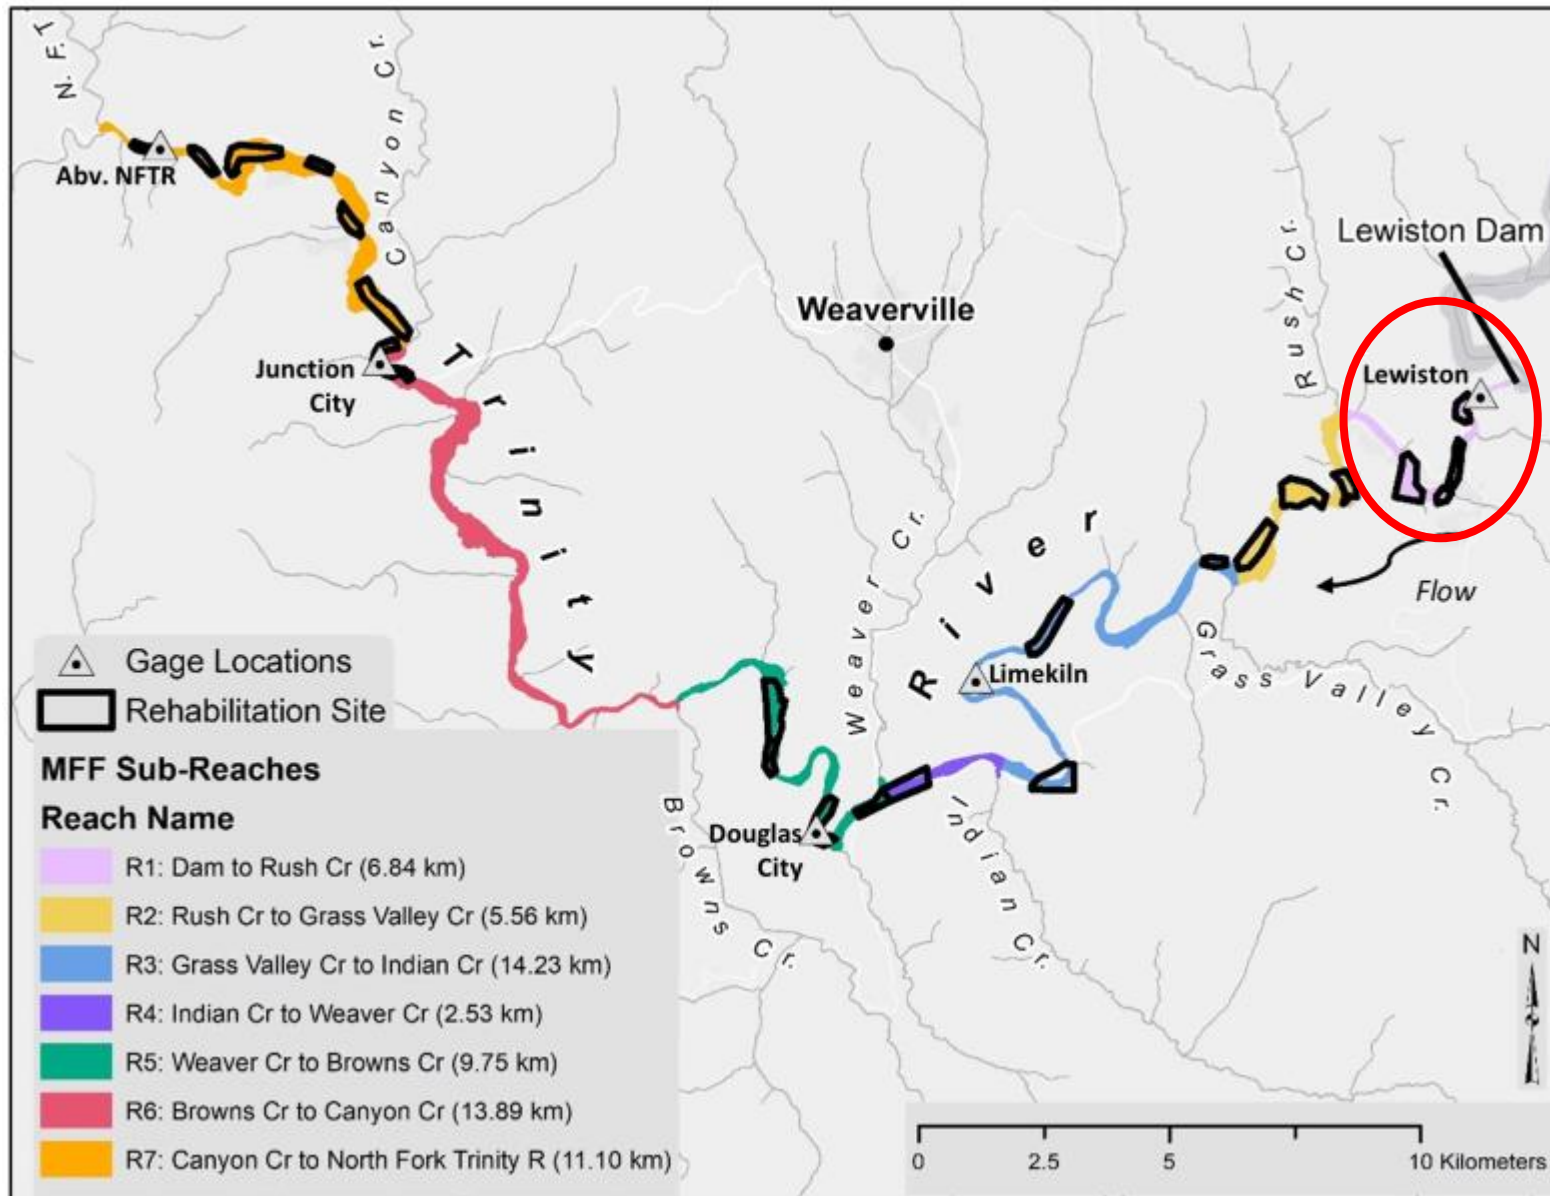 N. F. T
Canyon Cr.
Abv. NFTR
Rush Cr.
Lewiston Dam
Weaverville
Lewiston
Junction
City
Trinity
River
Weaver Cr.
Flow
Limekiln
Grass Valley Cr.
Douglas
City
Browns Cr.
Indian Cr.
Gage Locations
Rehabilitation Site
MFF Sub-Reaches
Reach Name
R1: Dam to Rush Cr (6.84 km)
R2: Rush Cr to Grass Valley Cr (5.56 km)
R3: Grass Valley Cr to Indian Cr (14.23 km)
R4: Indian Cr to Weaver Cr (2.53 km)
R5: Weaver Cr to Browns Cr (9.75 km)
R6: Browns Cr to Canyon Cr (13.89 km)
R7: Canyon Cr to North Fork Trinity R (11.10 km)
N
0 2.5 5 10 Kilometers